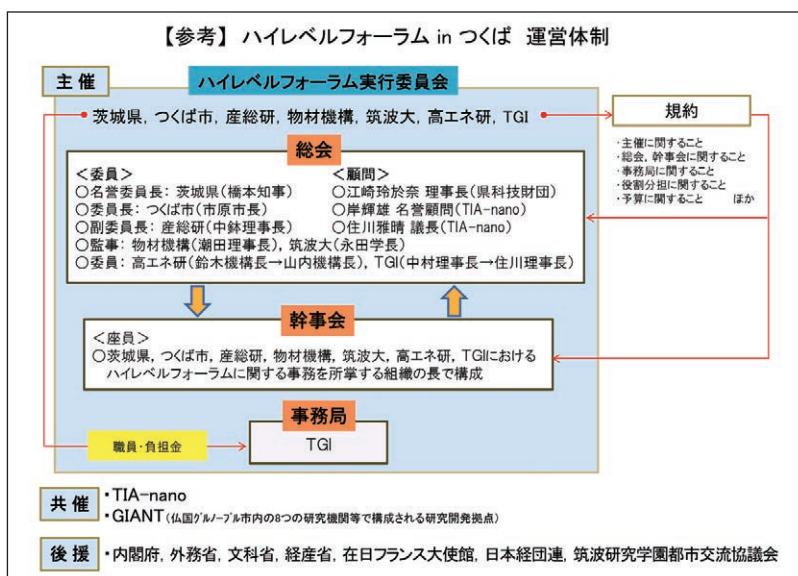 【参考】 ハイレベルフォーラム in つくば 運営体制
主 催
ハイレベルフォーラム実行委員会
茨城県, つくば市, 産総研, 物材機構, 筑波大, 高エネ研, TGI
規約
・主催に関すること
・総会, 幹事会に関すること
・事務局に関すること
・役割分担に関すること
・予算に関すること ほか
総会
<委員>
○名誉委員長: 茨城県(橋本知事)
○委員長: つくば市(市原市長)
○副委員長: 産総研(中鉢理事長)
○監事: 物材機構(潮田理事長), 筑波大(永田学長)
○委員: 高エネ研(鈴木機構長→山内機構長), TGI(中村理事長→住川理事長)
<顧問>
○江崎玲於奈 理事長(県科技財団)
○岸輝雄 名誉顧問(TIA-nano)
○住川雅晴 議長(TIA-nano)
幹事会
<座員>
○茨城県, つくば市, 産総研, 物材機構, 筑波大, 高エネ研, TGIにおける
ハイレベルフォーラムに関する事務を所掌する組織の長で構成
事務局
TGI
職員・負担金
共 催
・TIA-nano
・GIANT (仏国グルノーブル市内の8つの研究機関等で構成される研究開発拠点)
後 援
・内閣府, 外務省, 文科省, 経産省, 在日フランス大使館, 日本経団連, 筑波研究学園都市交流協議会